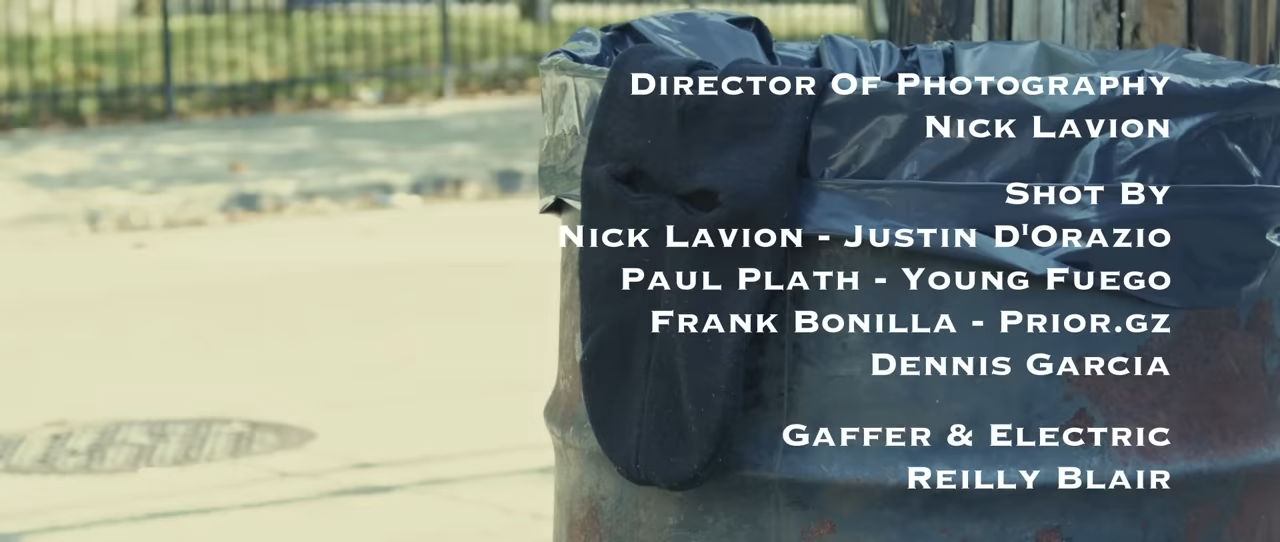 Director Of Photography
Nick Lavion
Shot By
Nick Lavion - Justin D'Orazio
Paul Plath - Young Fuego
Frank Bonilla - Prior.gz
Dennis Garcia
Gaffer & Electric
Reilly Blair